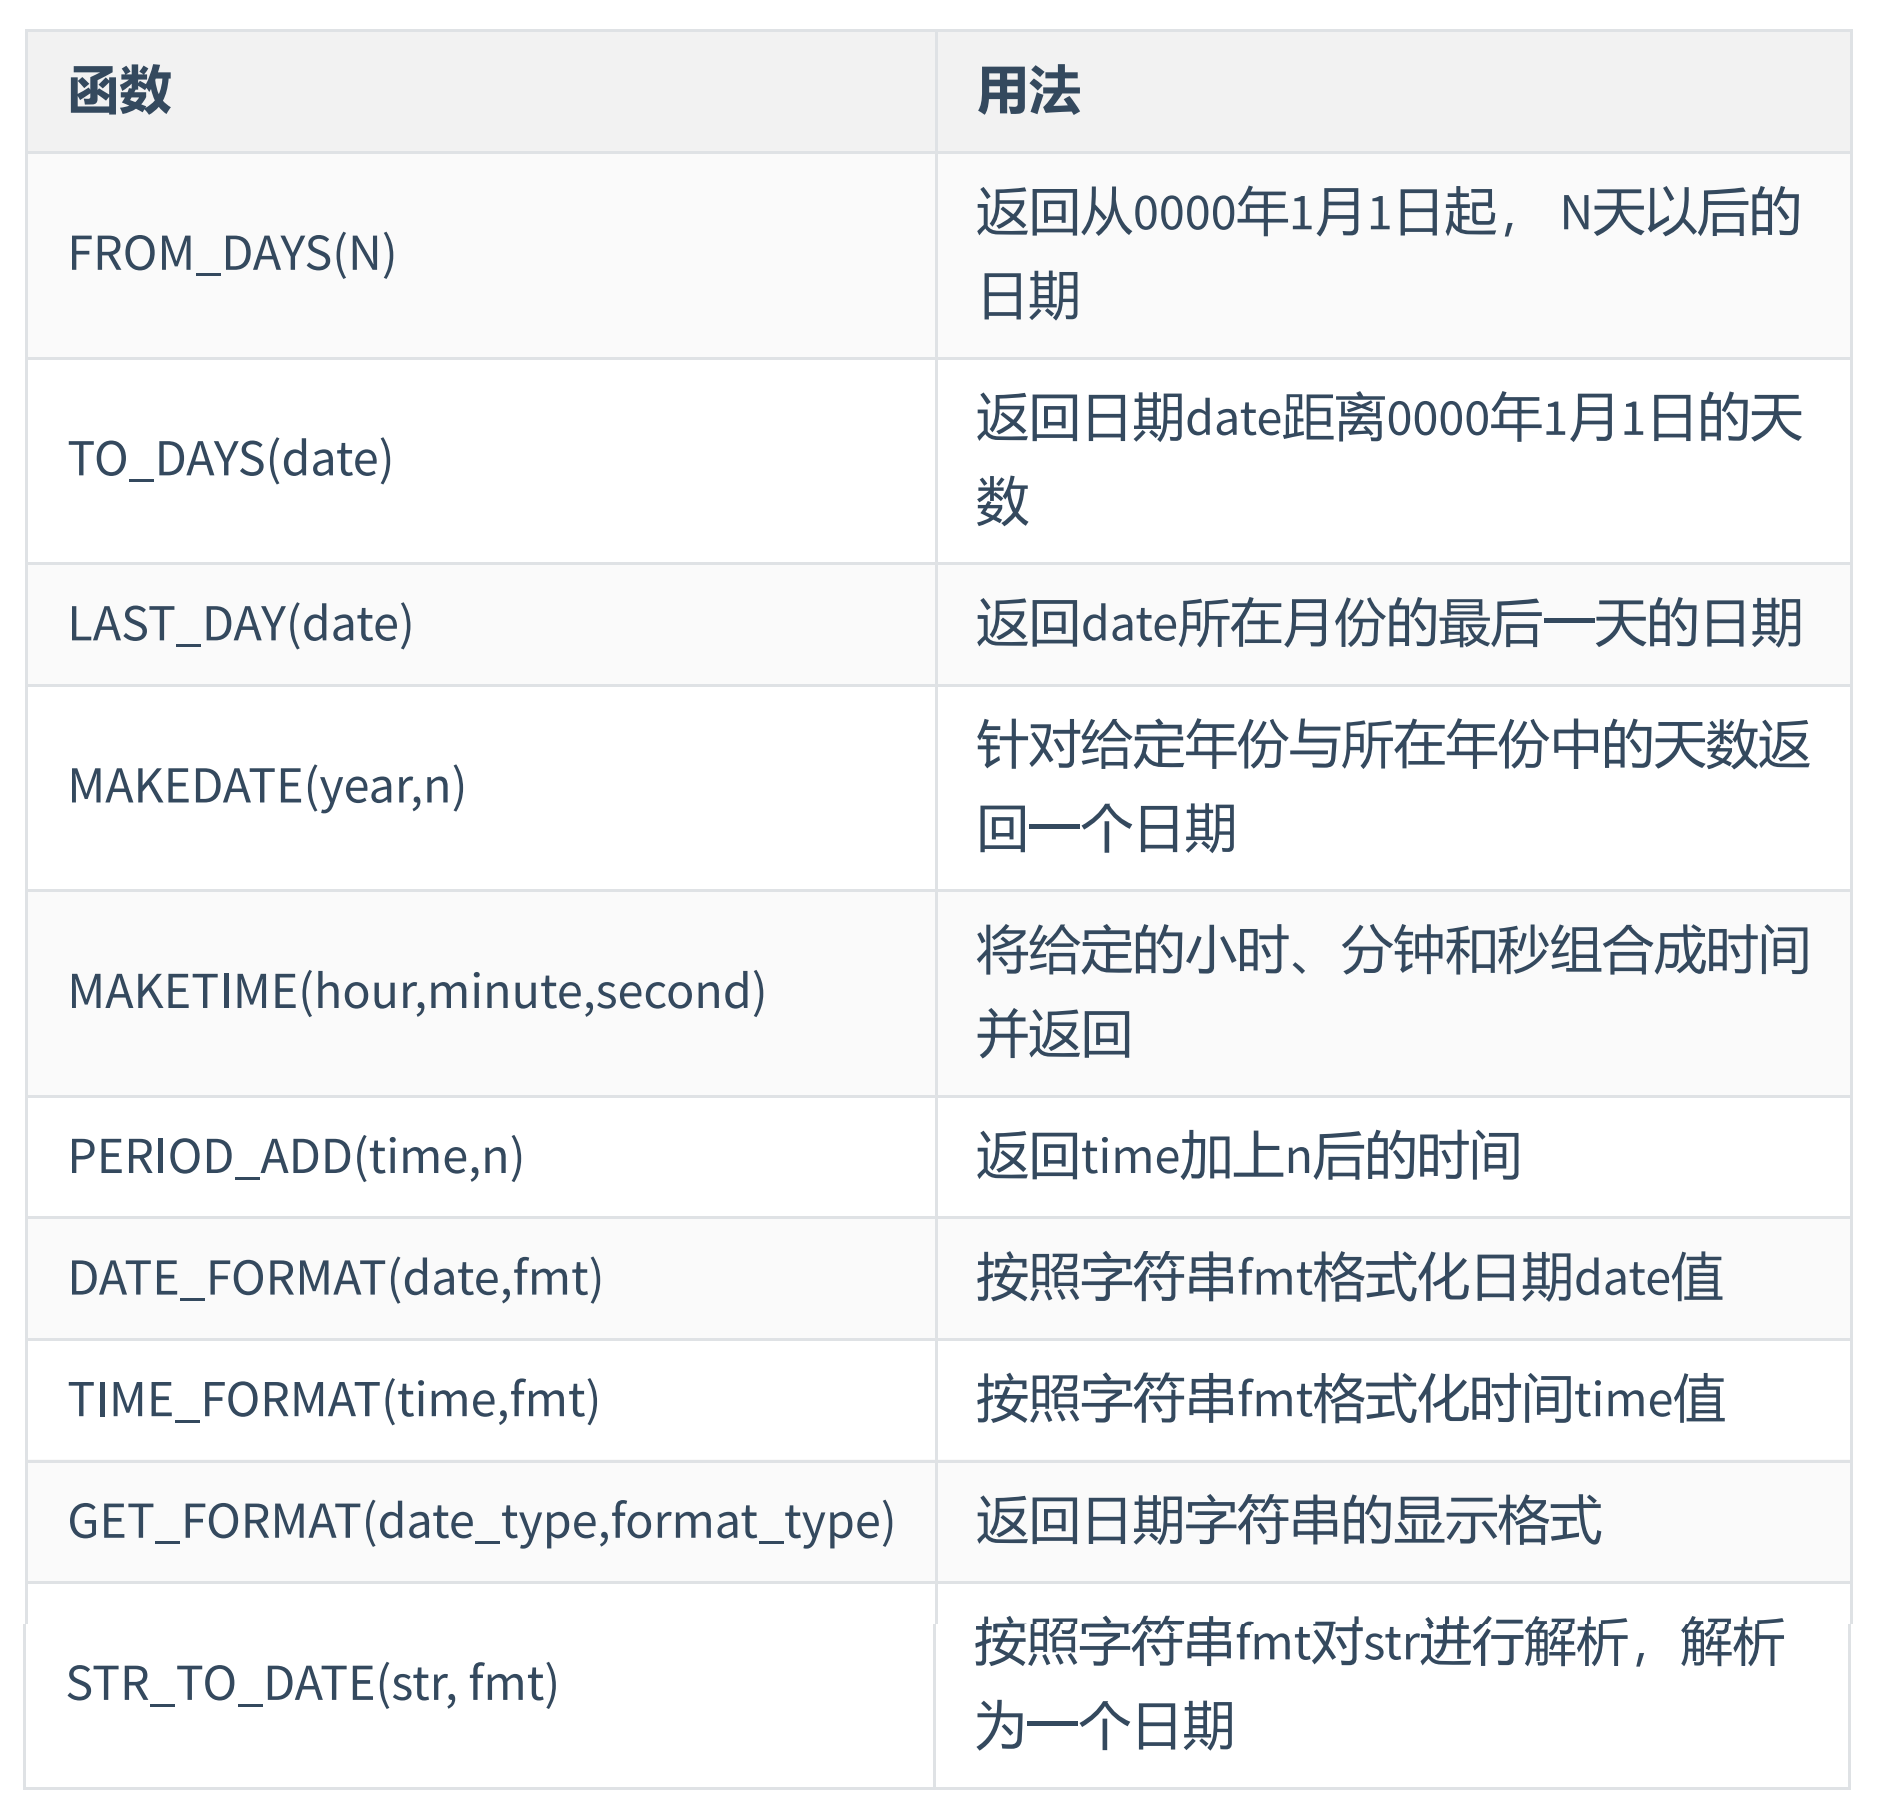 函数
用法
FROM_DAYS(N)
返回从0000年1月1日起， N天以后的
日期
TO_DAYS(date)
返回日期date距离0000年1月1日的天
数
LAST_DAY(date)
返回date所在月份的最后一天的日期
MAKEDATE(year,n)
针对给定年份与所在年份中的天数返
回一个日期
MAKETIME(hour,minute,second)
将给定的小时、分钟和秒组合成时间
并返回
PERIOD_ADD(time,n)
返回time加上n后的时间
DATE_FORMAT(date,fmt)
按照字符串fmt格式化日期date值
TIME_FORMAT(time,fmt)
按照字符串fmt格式化时间time值
GET_FORMAT(date_type,format_type)
返回日期字符串的显示格式
STR_TO_DATE(str, fmt)
按照字符串fmt对str进行解析，解析
为一个日期